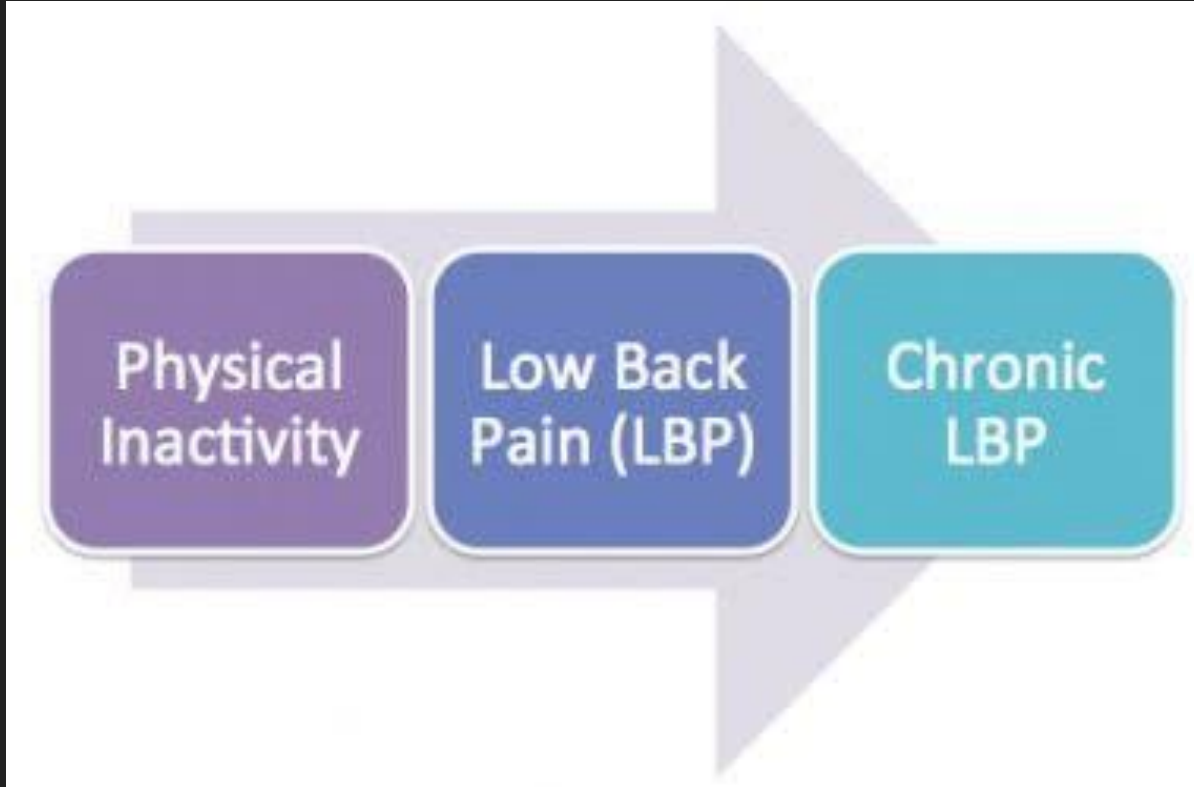 Physical
Inactivity
Low Back
Pain (LBP)
Chronic
LBP